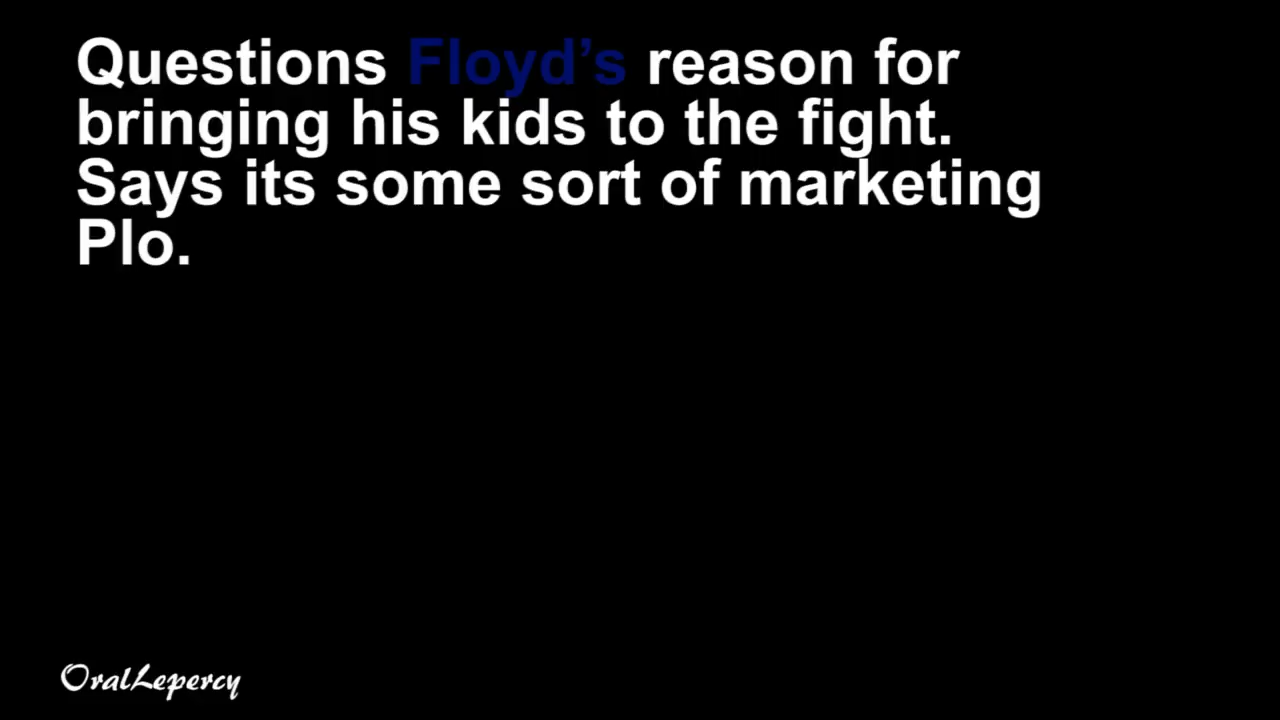 Questions Floyd’s reason for
bringing his kids to the fight.
Says its some sort of marketing
Plo.
OralLepercy